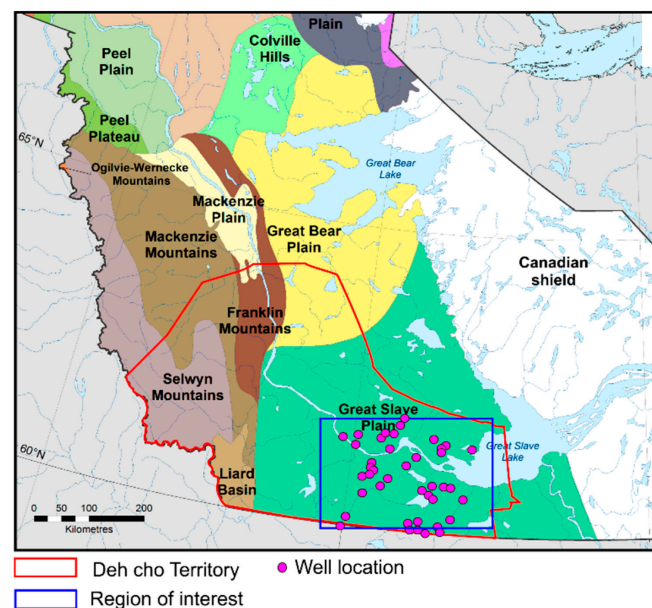 Plain
Colville
Hills
Peel
Plain
Peel
Plateau
65°N
Ogilvie-Wernecke
Mountains
Great Bear
Lake
Mackenzie
Plain
Mackenzie
Mountains
Great Bear
Plain
Canadian
shield
Franklin
Mountains
Selwyn
Mountains
Great Slave
Plain
Great Slave
Lake
60°N
Liard
Basin
0 50 100 200
Kilometres
Deh cho Territory
Well location
Region of interest